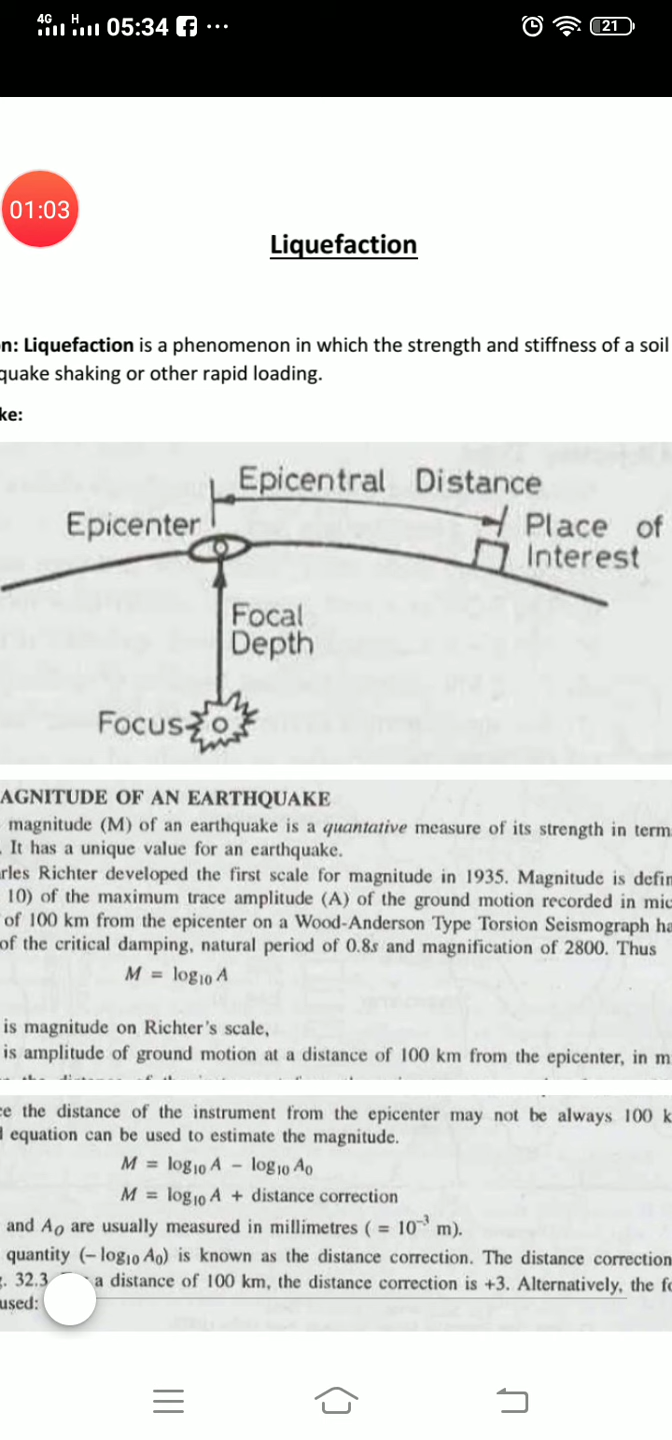 4G H 05:34 ... 21
01:03
Liquefaction
n: Liquefaction is a phenomenon in which the strength and stiffness of a soil
quake shaking or other rapid loading.
ke:
Epicentral Distance
Epicenter
Place of
Interest
Focal
Depth
Focus
AGNITUDE OF AN EARTHQUAKE
magnitude (M) of an earthquake is a quantative measure of its strength in term
. It has a unique value for an earthquake.
rles Richter developed the first scale for magnitude in 1935. Magnitude is defin
10) of the maximum trace amplitude (A) of the ground motion recorded in mic
of 100 km from the epicenter on a Wood-Anderson Type Torsion Seismograph ha
of the critical damping, natural period of 0.8s and magnification of 2800. Thus
M = log₁₀ A
is magnitude on Richter's scale,
is amplitude of ground motion at a distance of 100 km from the epicenter, in m
e the distance of the instrument from the epicenter may not be always 100 k
equation can be used to estimate the magnitude.
M = log₁₀ A − log₁₀ A₀
M = log₁₀ A + distance correction
and A₀ are usually measured in millimetres ( = 10⁻³ m).
quantity (− log₁₀ A₀) is known as the distance correction. The distance correction
. 32.3 a distance of 100 km, the distance correction is +3. Alternatively, the fo
used: